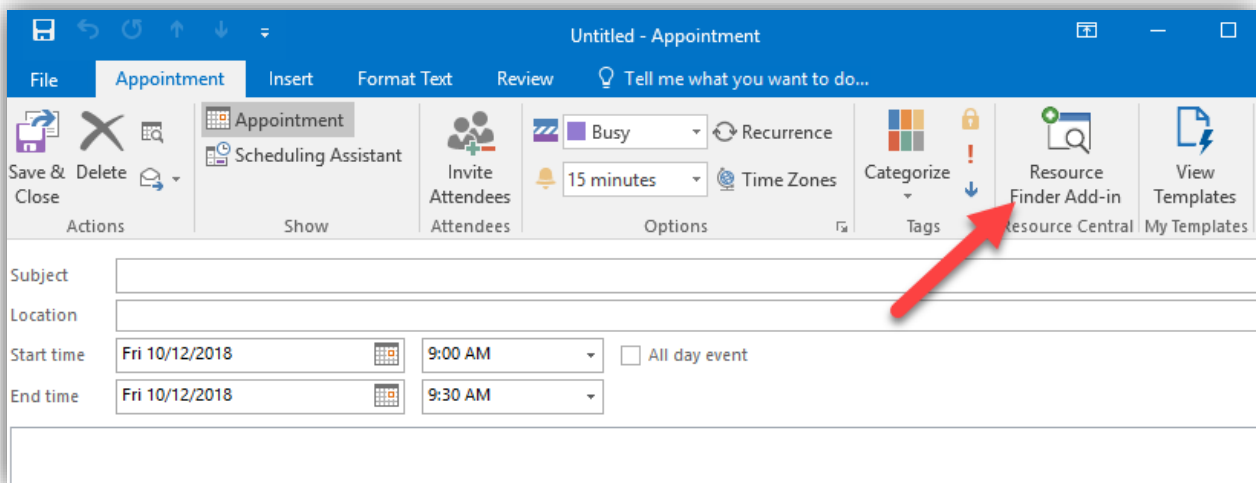 Untitled - Appointment
File Appointment Insert Format Text Review Tell me what you want to do...
Save & Close
Delete
Actions
Appointment
Scheduling Assistant
Show
Invite Attendees
Attendees
Busy
Recurrence
15 minutes
Time Zones
Options
Categorize
Tags
Resource Finder Add-in
Resource Central
View Templates
My Templates
Subject
Location
Start time Fri 10/12/2018 9:00 AM All day event
End time Fri 10/12/2018 9:30 AM